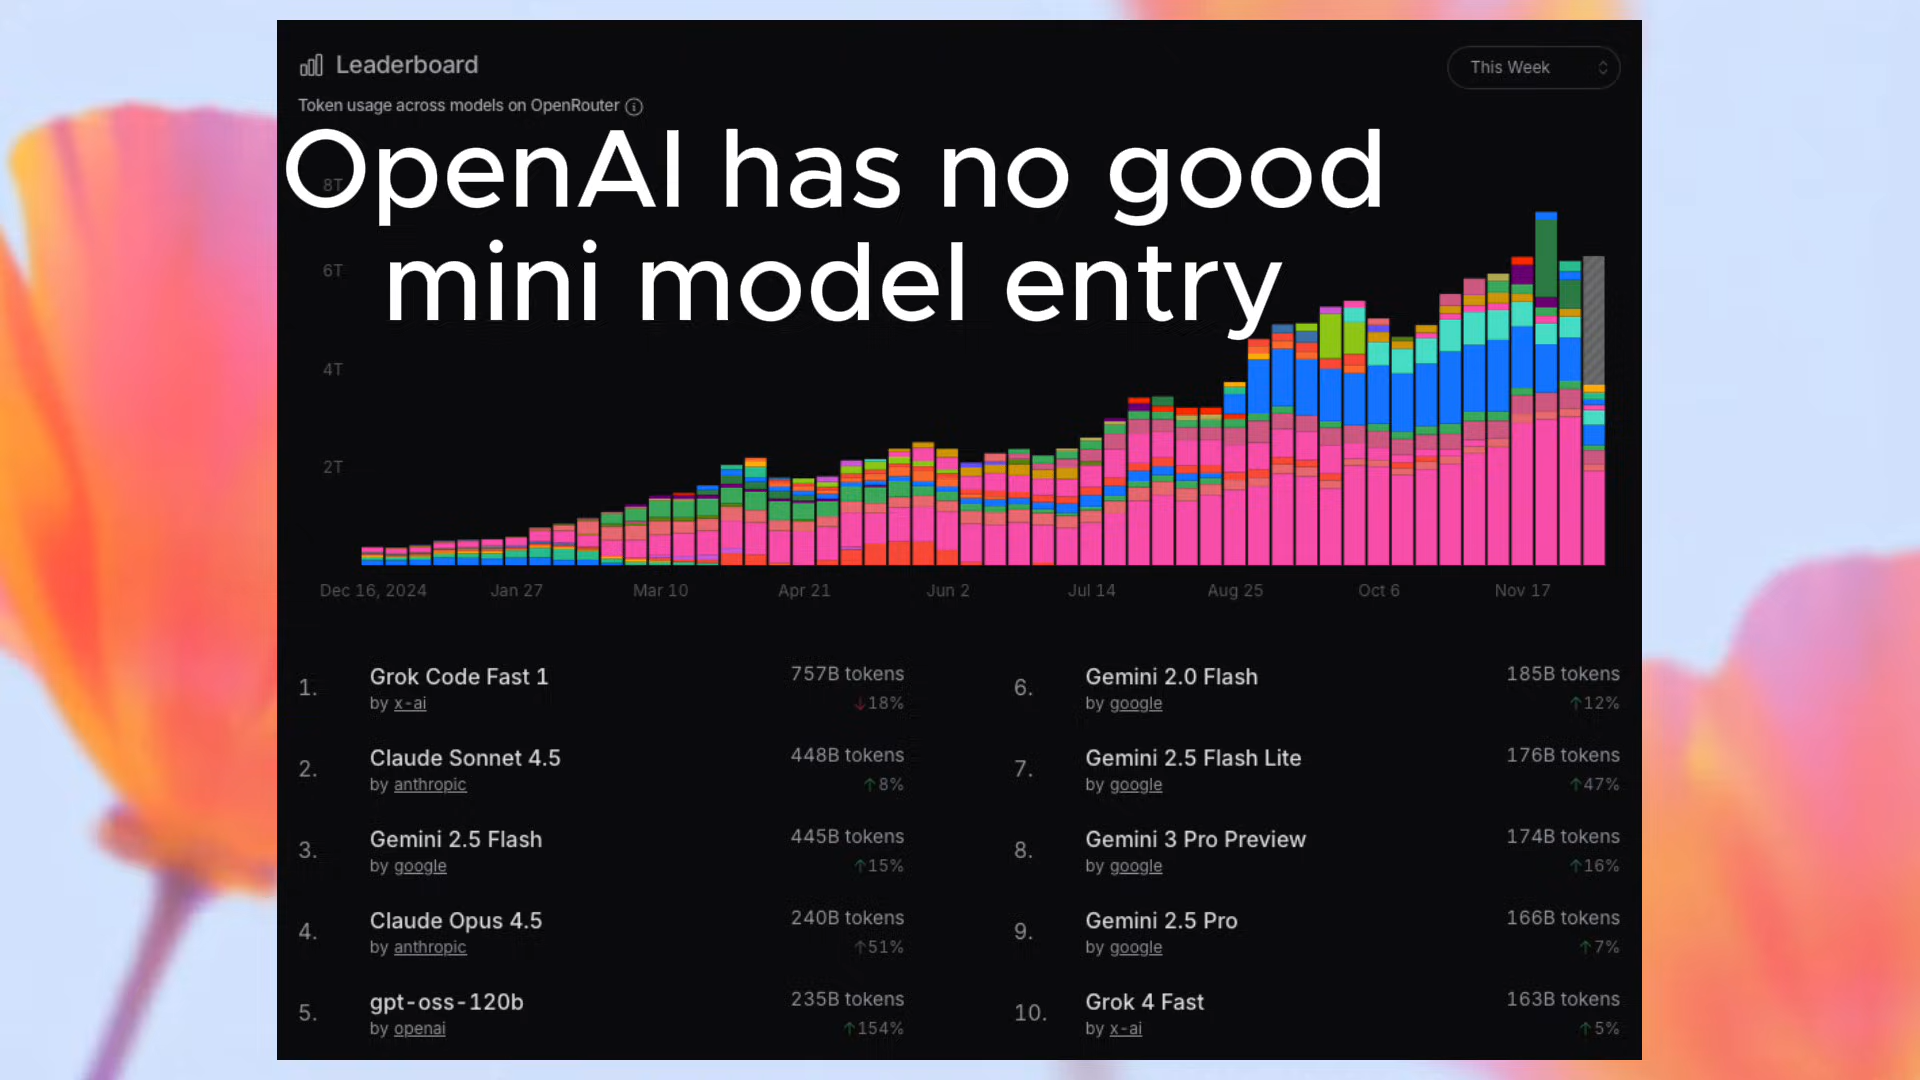 Leaderboard
This Week
Token usage across models on OpenRouter
OpenAI has no good
mini model entry
8T
6T
4T
2T
Dec 16, 2024 Jan 27 Mar 10 Apr 21 Jun 2 Jul 14 Aug 25 Oct 6 Nov 17
1. Grok Code Fast 1 757B tokens
by x-ai ↓18%
2. Claude Sonnet 4.5 448B tokens
by anthropic ↑8%
3. Gemini 2.5 Flash 445B tokens
by google ↑15%
4. Claude Opus 4.5 240B tokens
by anthropic ↑51%
5. gpt-oss-120b 235B tokens
by openai ↑154%
6. Gemini 2.0 Flash 185B tokens
by google ↑12%
7. Gemini 2.5 Flash Lite 176B tokens
by google ↑47%
8. Gemini 3 Pro Preview 174B tokens
by google ↑16%
9. Gemini 2.5 Pro 166B tokens
by google ↑7%
10. Grok 4 Fast 163B tokens
by x-ai ↑5%